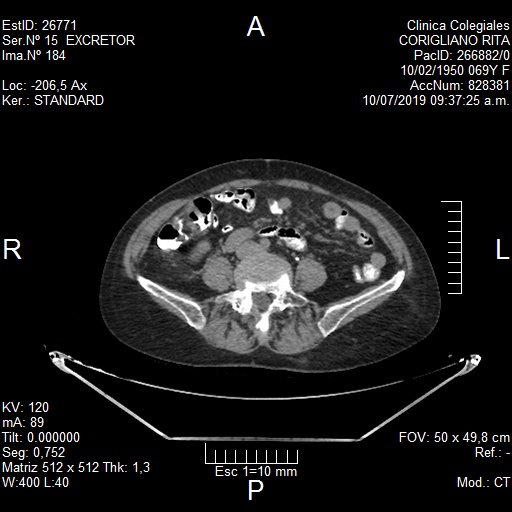 EstID: 26771
Ser.Nº 15 EXCRETOR
Ima.Nº 184
Loc: -206,5 Ax
Ker.: STANDARD
A
Clinica Colegiales
CORIGLIANO RITA
PacID: 266882/0
10/02/1950 069Y F
AccNum: 828381
10/07/2019 09:37:25 a.m.
R
L
KV: 120
mA: 89
Tilt: 0.000000
Seg: 0,752
Matriz 512 x 512 Thk: 1,3
W:400 L:40
Esc 1=10 mm
P
FOV: 50 x 49,8 cm
Ref.: -
Mod.: CT